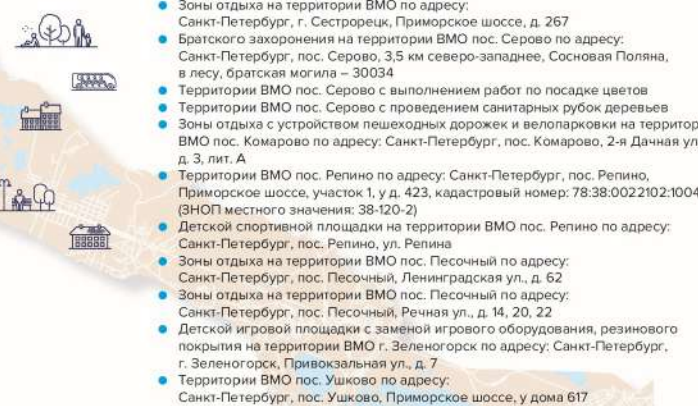 Зоны отдыха на территории ВМО по адресу:
Санкт-Петербург, г. Сестрорецк, Приморское шоссе, д. 267
Братского захоронения на территории ВМО пос. Серово по адресу:
Санкт-Петербург, пос. Серово, 3,5 км северо-западнее, Сосновая Поляна,
в лесу, братская могила – 30034
Территории ВМО пос. Серово с выполнением работ по посадке цветов
Территории ВМО пос. Серово с проведением санитарных рубок деревьев
Зоны отдыха с устройством пешеходных дорожек и велопарковки на территор
ВМО пос. Комарово по адресу: Санкт-Петербург, пос. Комарово, 2-я Дачная ул
д. 3, лит. А
Территории ВМО пос. Репино по адресу: Санкт-Петербург, пос. Репино,
Приморское шоссе, участок 1, у д. 423, кадастровый номер: 78:38:0022102:1004
(ЗНОП местного значения: 38-120-2)
Детской спортивной площадки на территории ВМО пос. Репино по адресу:
Санкт-Петербург, пос. Репино, ул. Репина
Зоны отдыха на территории ВМО пос. Песочный по адресу:
Санкт-Петербург, пос. Песочный, Ленинградская ул., д. 62
Зоны отдыха на территории ВМО пос. Песочный по адресу:
Санкт-Петербург, пос. Песочный, Речная ул., д. 14, 20, 22
Детской игровой площадки с заменой игрового оборудования, резинового
покрытия на территории ВМО г. Зеленогорск по адресу: Санкт-Петербург,
г. Зеленогорск, Привокзальная ул., д. 7
Территории ВМО пос. Ушково по адресу:
Санкт-Петербург, пос. Ушково, Приморское шоссе, у дома 617